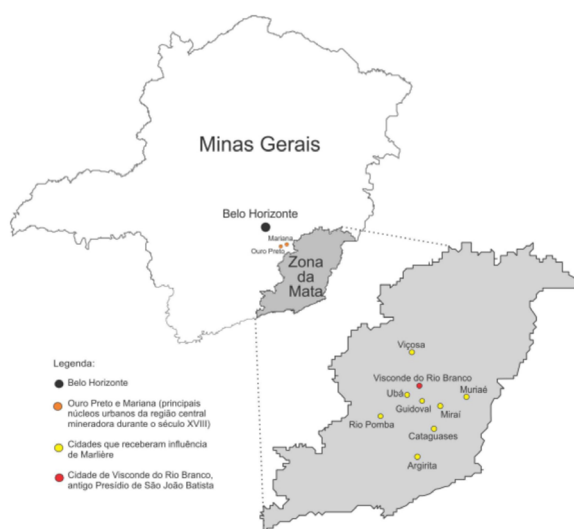 Minas Gerais
Belo Horizonte
Mariana
Ouro Preto
Zona
da
Mata
Viçosa
Visconde do Rio Branco
Muriaé
Ubá
Guidoval
Miraí
Rio Pomba
Cataguases
Argirita
Legenda:
Belo Horizonte
Ouro Preto e Mariana (principais
núcleos urbanos da região central
mineradora durante o século XVIII)
Cidades que receberam influência
de Marlière
Cidade de Visconde do Rio Branco,
antigo Presídio de São João Batista